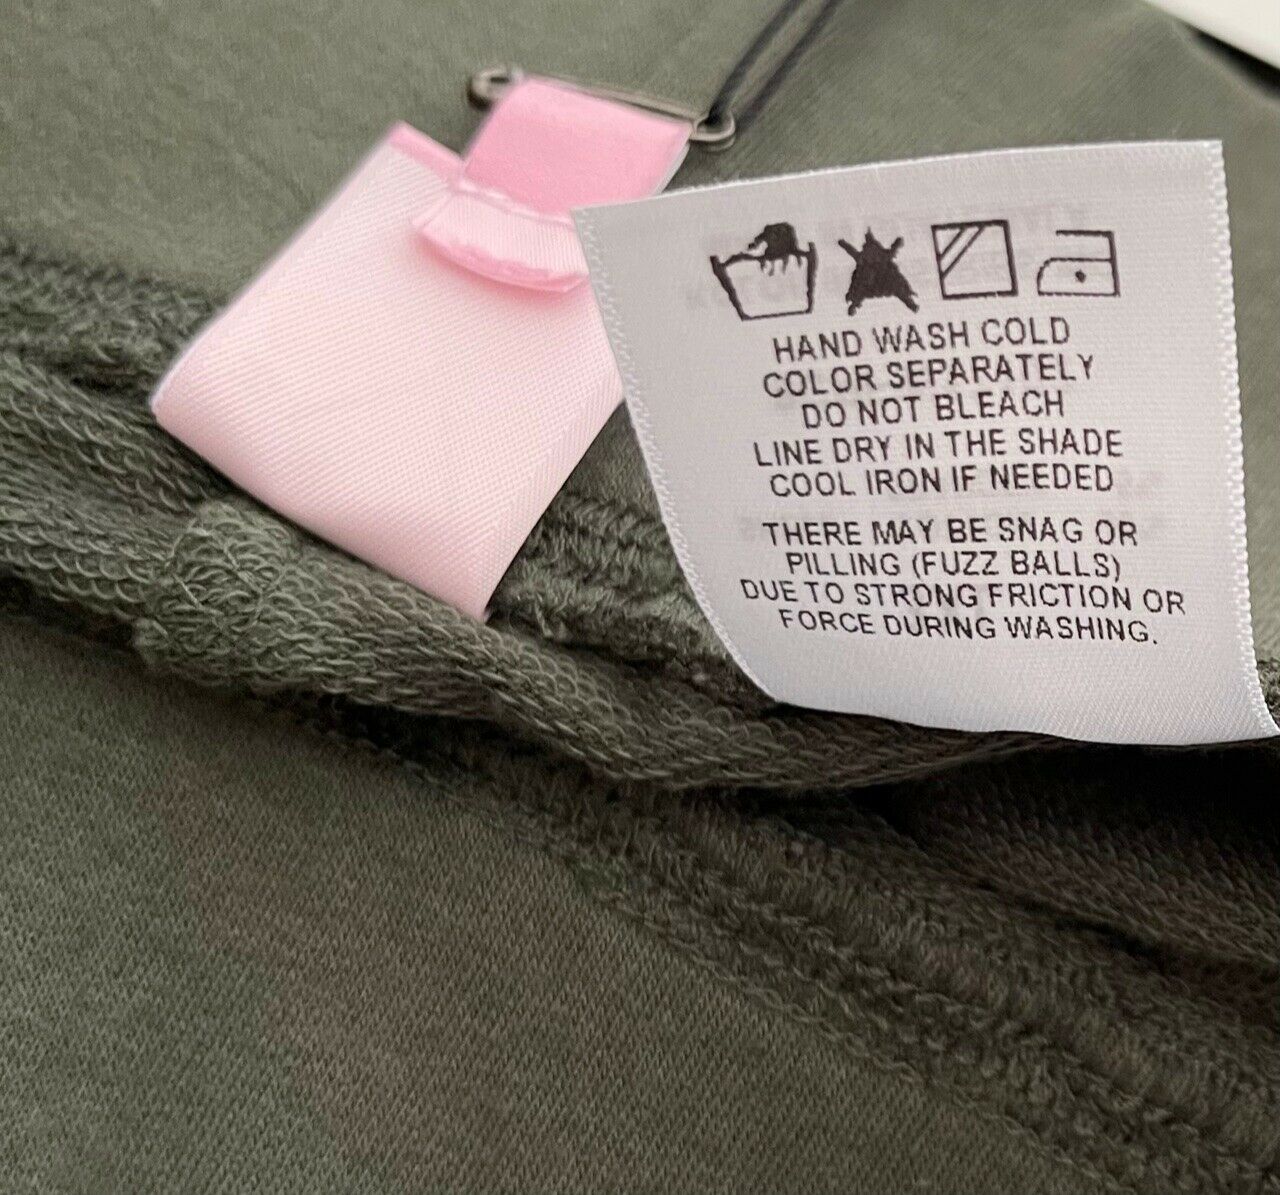 HAND WASH COLD
COLOR SEPARATELY
DO NOT BLEACH
LINE DRY IN THE SHADE
COOL IRON IF NEEDED
THERE MAY BE SNAG OR
PILLING (FUZZ BALLS)
DUE TO STRONG FRICTION OR
FORCE DURING WASHING.